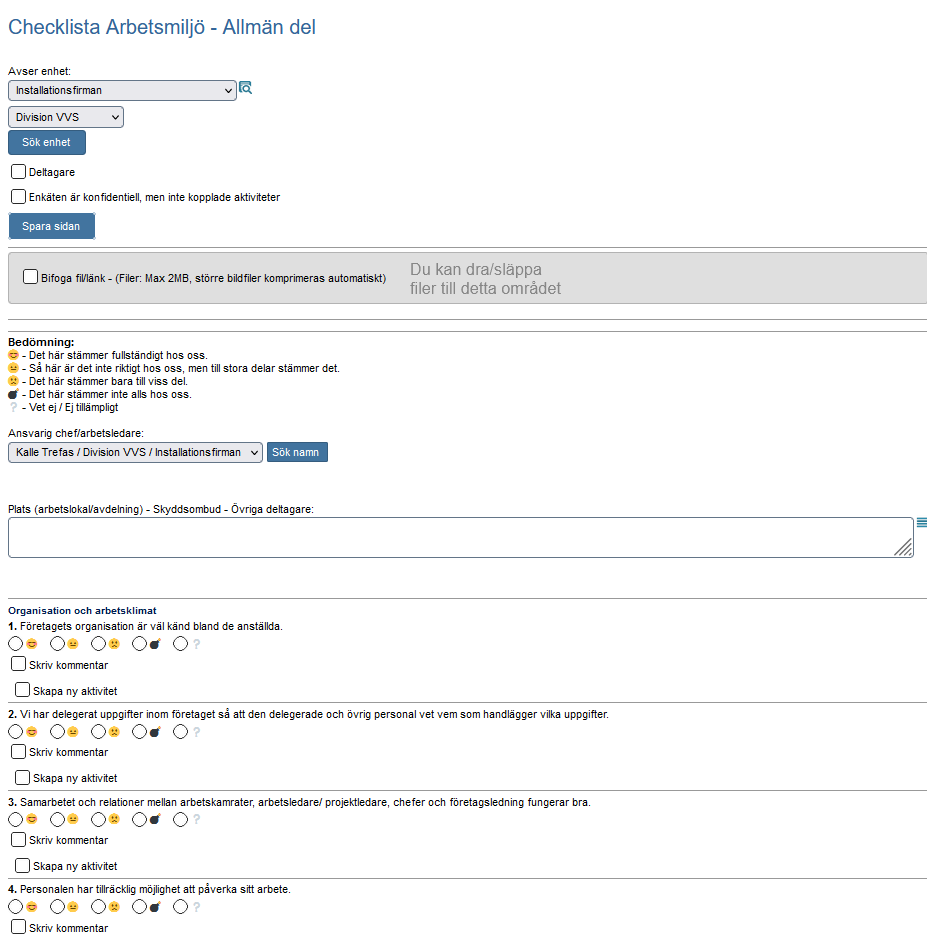 Checklista Arbetsmiljö - Allmän del
Avser enhet:
Installationsfirman
Division VVS
Sök enhet
Deltagare
Enkäten är konfidentiell, men inte kopplade aktiviteter
Spara sidan
Bifoga fil/länk - (Filer: Max 2MB, större bildfiler komprimeras automatiskt)
Du kan dra/släppa
filer till detta området
Bedömning:
- Det här stämmer fullständigt hos oss.
- Så här är det inte riktigt hos oss, men till stora delar stämmer det.
- Det här stämmer bara till viss del.
- Det här stämmer inte alls hos oss.
? - Vet ej / Ej tillämpligt
Ansvarig chef/arbetsledare:
Kalle Trefas / Division VVS / Installationsfirman Sök namn
Plats (arbetslokal/avdelning) - Skyddsombud - Övriga deltagare:
Organisation och arbetsklimat
1. Företagets organisation är väl känd bland de anställda.
?
Skriv kommentar
Skapa ny aktivitet
2. Vi har delegerat uppgifter inom företaget så att den delegerade och övrig personal vet vem som handlägger vilka uppgifter.
?
Skriv kommentar
Skapa ny aktivitet
3. Samarbetet och relationer mellan arbetskamrater, arbetsledare/ projektledare, chefer och företagsledning fungerar bra.
?
Skriv kommentar
Skapa ny aktivitet
4. Personalen har tillräcklig möjlighet att påverka sitt arbete.
?
Skriv kommentar